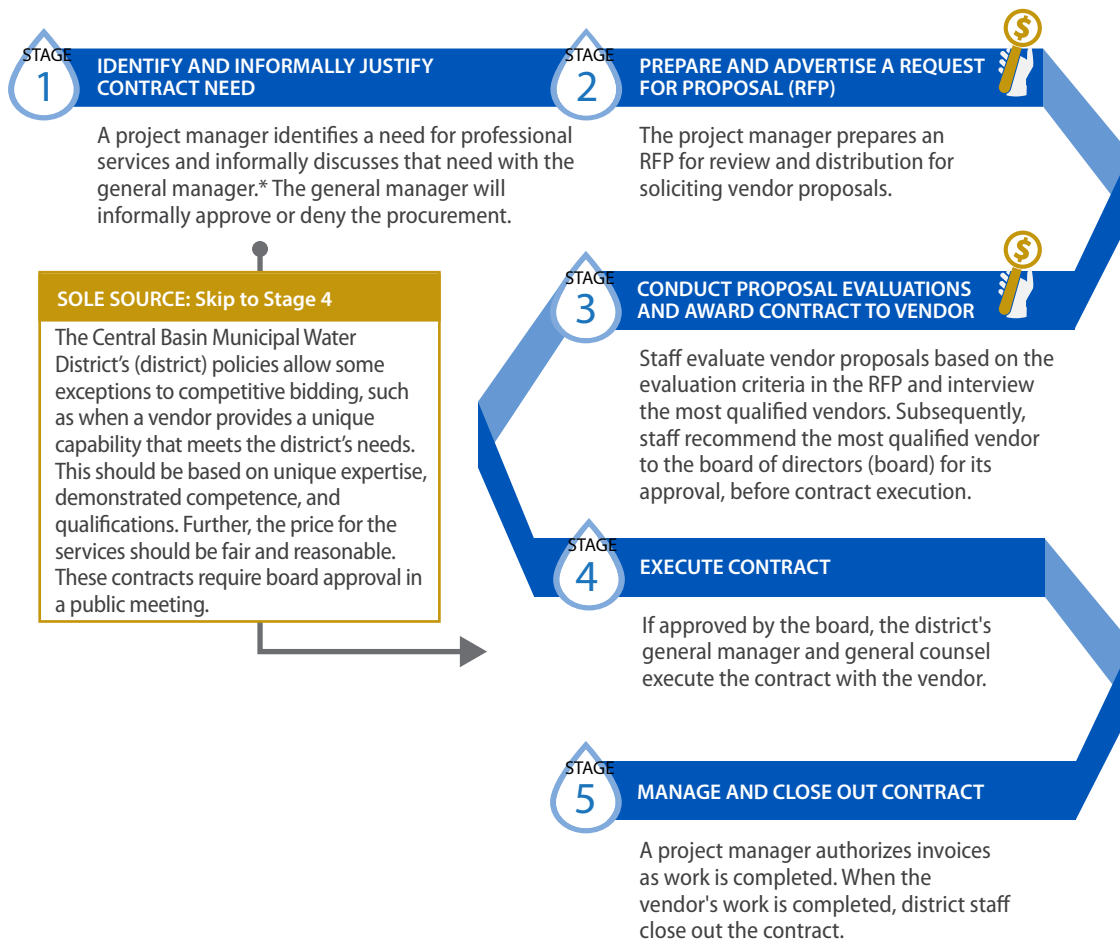 STAGE
1
IDENTIFY AND INFORMALLY JUSTIFY
CONTRACT NEED
A project manager identifies a need for professional
services and informally discusses that need with the
general manager.* The general manager will
informally approve or deny the procurement.
STAGE
2
PREPARE AND ADVERTISE A REQUEST
FOR PROPOSAL (RFP)
$
The project manager prepares an
RFP for review and distribution for
soliciting vendor proposals.
SOLE SOURCE: Skip to Stage 4
The Central Basin Municipal Water
District's (district) policies allow some
exceptions to competitive bidding, such
as when a vendor provides a unique
capability that meets the district's needs.
This should be based on unique expertise,
demonstrated competence, and
qualifications. Further, the price for the
services should be fair and reasonable.
These contracts require board approval in
a public meeting.
STAGE
3
CONDUCT PROPOSAL EVALUATIONS
AND AWARD CONTRACT TO VENDOR
$
Staff evaluate vendor proposals based on the
evaluation criteria in the RFP and interview
the most qualified vendors. Subsequently,
staff recommend the most qualified vendor
to the board of directors (board) for its
approval, before contract execution.
STAGE
4
EXECUTE CONTRACT
If approved by the board, the district's
general manager and general counsel
execute the contract with the vendor.
STAGE
5
MANAGE AND CLOSE OUT CONTRACT
A project manager authorizes invoices
as work is completed. When the
vendor's work is completed, district staff
close out the contract.